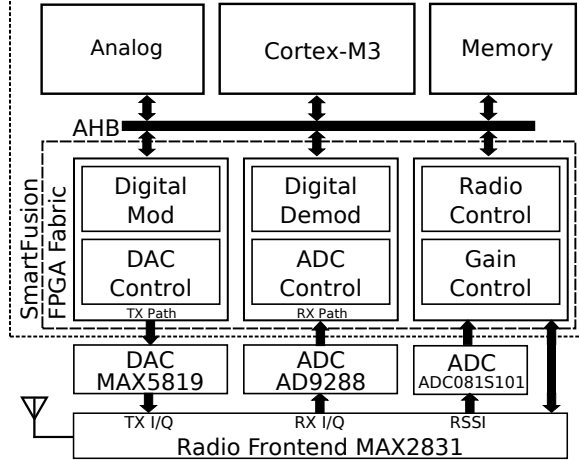 Analog
Cortex-M3
Memory
AHB
SmartFusion
FPGA Fabric
Digital
Mod
DAC
Control
TX Path
Digital
Demod
ADC
Control
RX Path
Radio
Control
Gain
Control
DAC
MAX5819
ADC
AD9288
ADC
ADC081S101
TX I/Q
RX I/Q
RSSI
Radio Frontend MAX2831